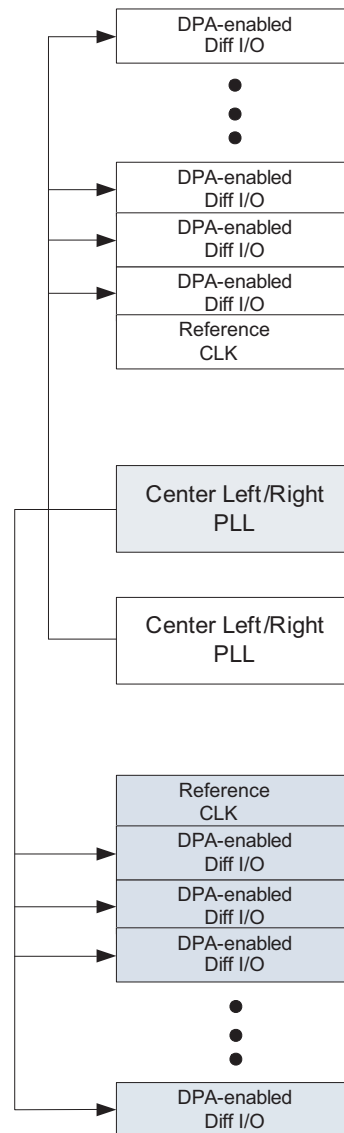 DPA-enabled
Diff I/O
DPA-enabled
Diff I/O
DPA-enabled
Diff I/O
DPA-enabled
Diff I/O
Reference
CLK
Center Left/Right
PLL
Center Left/Right
PLL
Reference
CLK
DPA-enabled
Diff I/O
DPA-enabled
Diff I/O
DPA-enabled
Diff I/O
DPA-enabled
Diff I/O